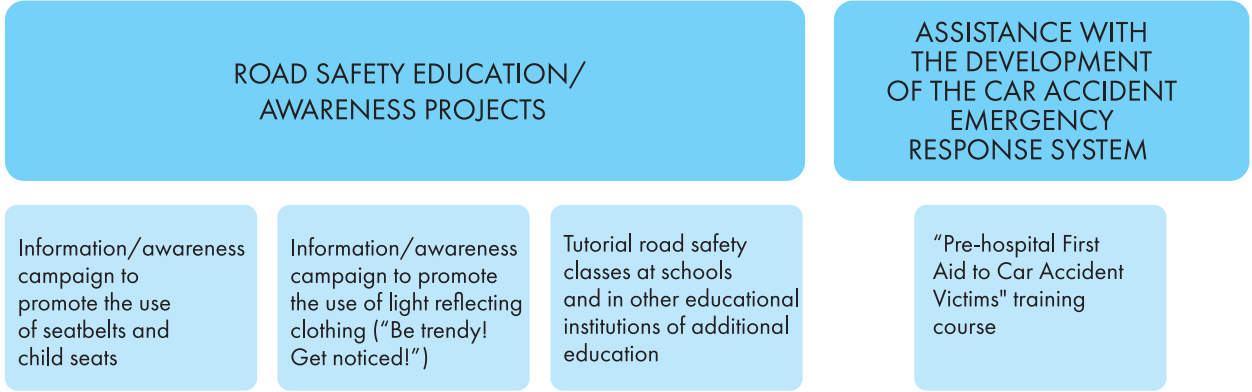 ROAD SAFETY EDUCATION/
AWARENESS PROJECTS
ASSISTANCE WITH
THE DEVELOPMENT
OF THE CAR ACCIDENT
EMERGENCY
RESPONSE SYSTEM
Information/awareness
campaign to
promote the use
of seatbelts and
child seats
Information/awareness
campaign to promote
the use of light reflecting
clothing (“Be trendy!
Get noticed!”)
Tutorial road safety
classes at schools
and in other educational
institutions of additional
education
“Pre-hospital First
Aid to Car Accident
Victims" training
course